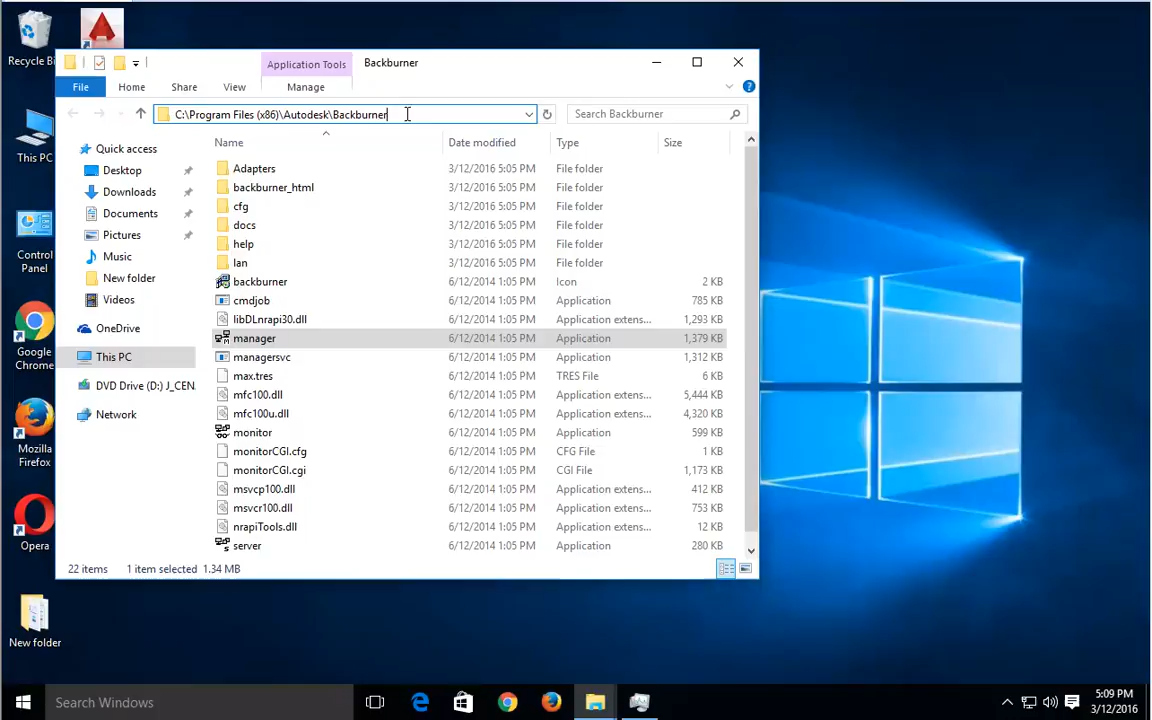 Recycle Bi
Application Tools
Backburner
File
Home
Share
View
Manage
C:\Program Files (x86)\Autodesk\Backburner
Search Backburner
This PC
Control
Panel
Google
Chrome
Mozilla
Firefox
Opera
New folder
Quick access
Desktop
Downloads
Documents
Pictures
Music
New folder
Videos
OneDrive
This PC
DVD Drive (D:) J_CEN.
Network
Name Date modified Type Size
Adapters 3/12/2016 5:05 PM File folder
backburner_html 3/12/2016 5:05 PM File folder
cfg 3/12/2016 5:05 PM File folder
docs 3/12/2016 5:05 PM File folder
help 3/12/2016 5:05 PM File folder
lan 3/12/2016 5:05 PM File folder
backburner 6/12/2014 1:05 PM Icon 2 KB
cmdjob 6/12/2014 1:05 PM Application 785 KB
libDLnrapi30.dll 6/12/2014 1:05 PM Application extens... 1,293 KB
manager 6/12/2014 1:05 PM Application 1,379 KB
managersvc 6/12/2014 1:05 PM Application 1,312 KB
max.tres 6/12/2014 1:05 PM TRES File 6 KB
mfc100.dll 6/12/2014 1:05 PM Application extens... 5,444 KB
mfc100u.dll 6/12/2014 1:05 PM Application extens... 4,320 KB
monitor 6/12/2014 1:05 PM Application 599 KB
monitorCGI.cfg 6/12/2014 1:05 PM CFG File 1 KB
monitorCGI.cgi 6/12/2014 1:05 PM CGI File 1,173 KB
msvcp100.dll 6/12/2014 1:05 PM Application extens... 412 KB
msvcr100.dll 6/12/2014 1:05 PM Application extens... 753 KB
nrapiTools.dll 6/12/2014 1:05 PM Application extens... 12 KB
server 6/12/2014 1:05 PM Application 280 KB
22 items 1 item selected 1.34 MB
Search Windows
5:09 PM
3/12/2016